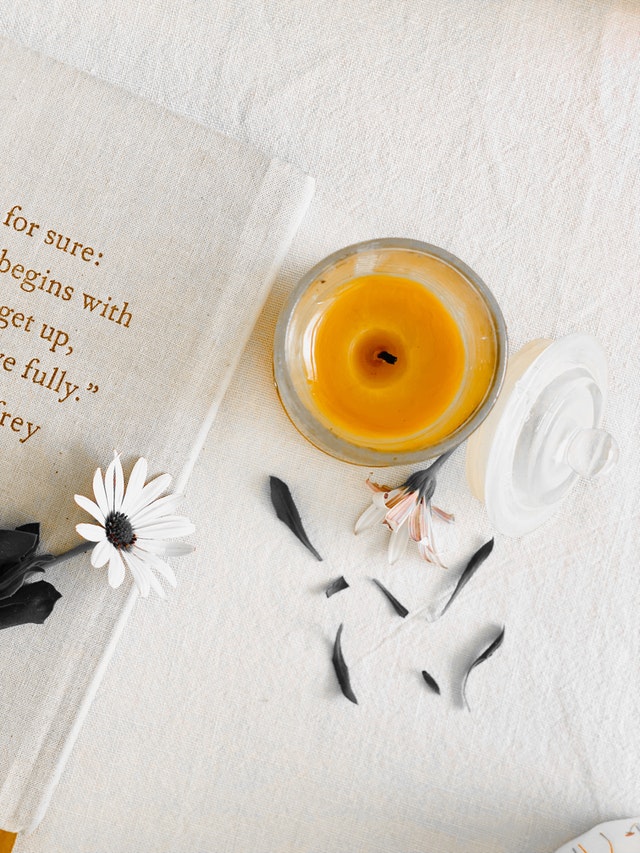 for sure:
begins with
get up,
e fully.”
frey